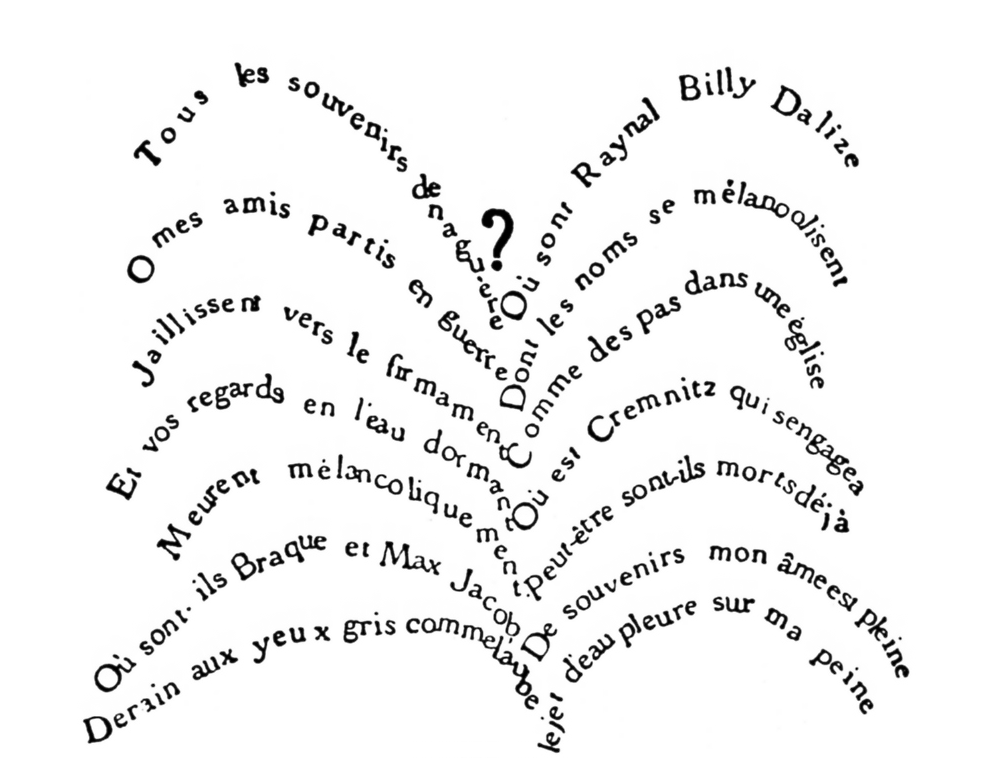 Tous les souvenirs de naguère
?
O mes amis partis en guerre
Jaillissent vers le firmament
Et vos regards en l'eau dormant
Meurent mélancoliquement
Où sont-ils Braque et Max Jacob
Derain aux yeux gris comme l'aube
Où sont Raynal Billy Dalize
Dont les noms se mélancolisent
Comme des pas dans une église
Où est Cremnitz qui s'engagea
Peut-être sont-ils morts déjà
De souvenirs mon âme est pleine
le jet d'eau pleure sur ma peine